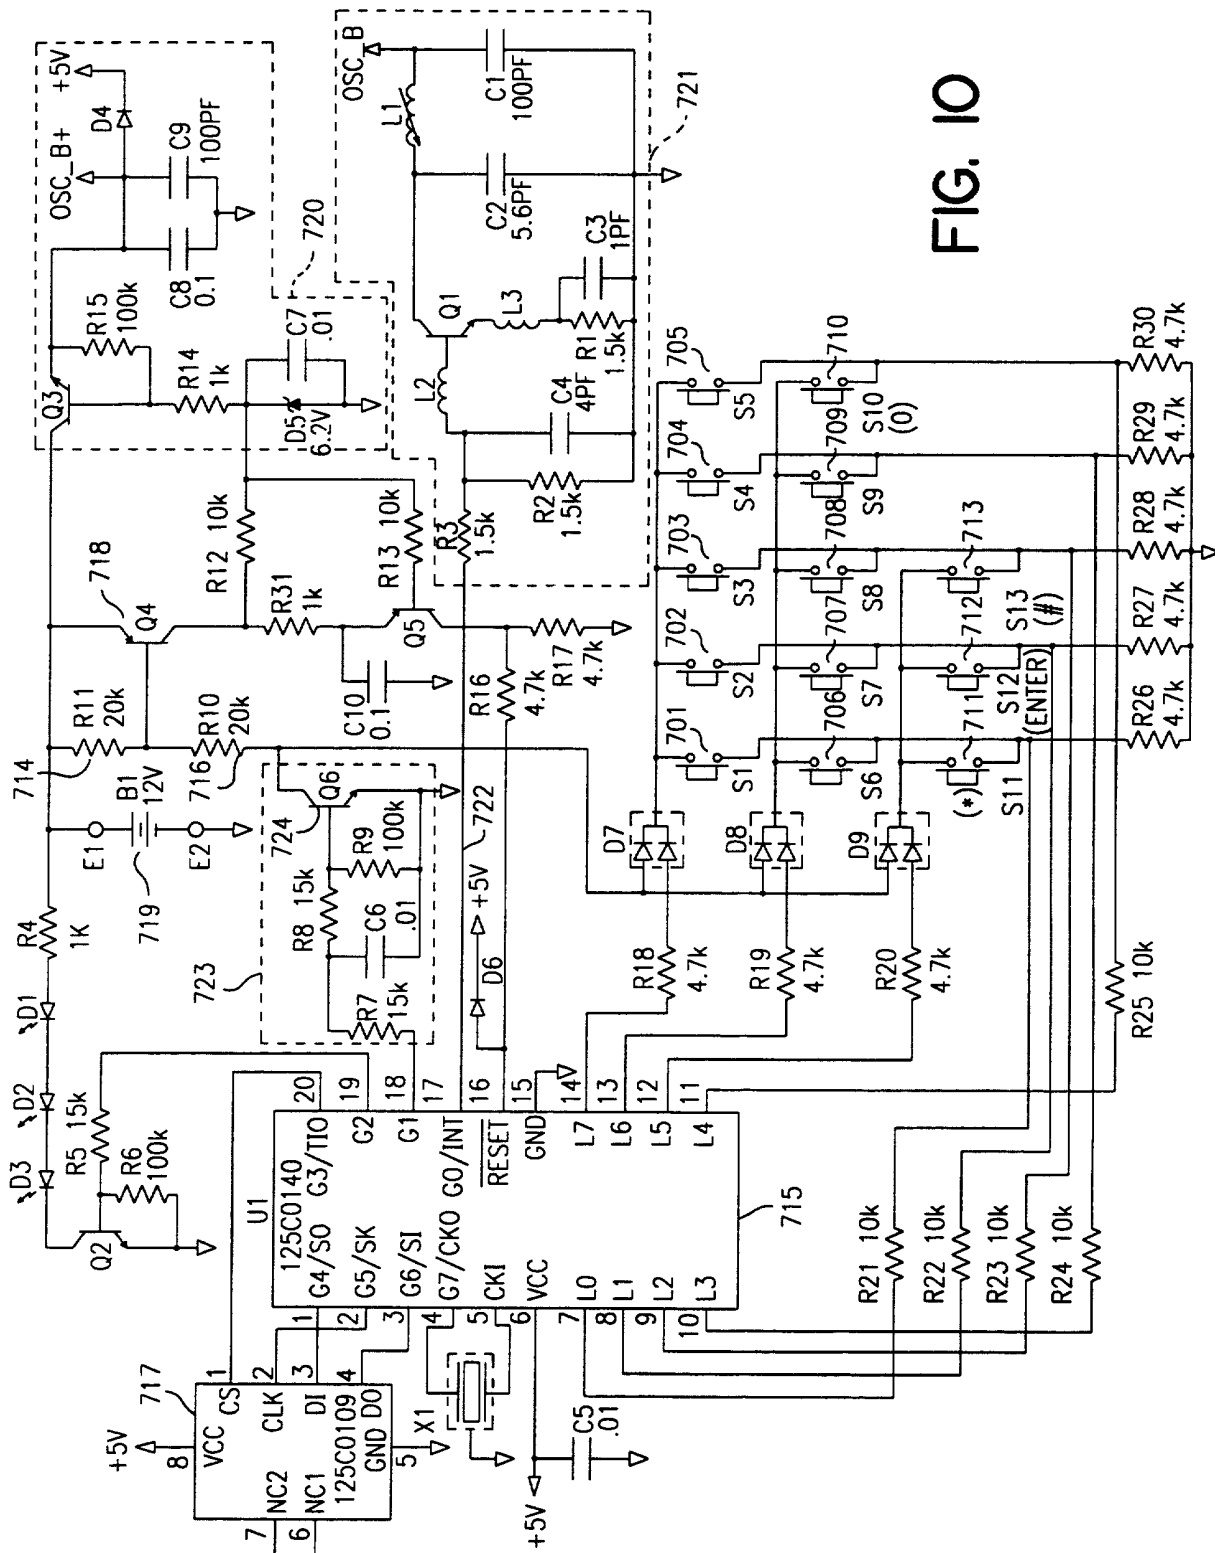 FIG. 10
+5V
8
VCC
717
7
NC2
6
NC1
CS
1
CLK
2
DI
3
DO
4
125C0109
GND
5
X1
+5V
C5
.01
Q2
R5 15k
R6
100k
D3
D2
D1
R4
1K
U1
125C0140
G4/SO
G3/TIO
G5/SK
G2
G6/SI
G1
G7/CKO
G0/INT
CKI
RESET
VCC
GND
L0
L7
L1
L6
L2
L5
L3
L4
1
2
3
4
5
6
7
8
9
10
20
19
18
17
16
15
14
13
12
11
715
E1
B1
12V
E2
719
714
R11
20k
716
R10
20k
718
Q4
R12 10k
R31
1k
R13 10k
Q5
C10
0.1
R16
4.7k
R17
4.7k
723
R7
15k
R8 15k
C6
.01
R9
100k
Q6
724
722
+5V
D6
Q3
R15
100k
R14
1k
C8
0.1
C9
100PF
OSC_B+
+5V
D4
D5
6.2V
C7
.01
720
R3
1.5k
R2
1.5k
C4
4PF
L2
Q1
L3
R1
1.5k
C3
1PF
C2
5.6PF
L1
C1
100PF
OSC_B
721
D7
D8
D9
R18
4.7k
R19
4.7k
R20
4.7k
701
S1
702
S2
703
S3
704
S4
705
S5
706
S6
707
S7
708
S8
709
S9
710
S10
(0)
(*)
711
S11
712
S12
(ENTER)
713
S13
(#)
R21 10k
R22 10k
R23 10k
R24 10k
R25 10k
R26
4.7k
R27
4.7k
R28
4.7k
R29
4.7k
R30
4.7k